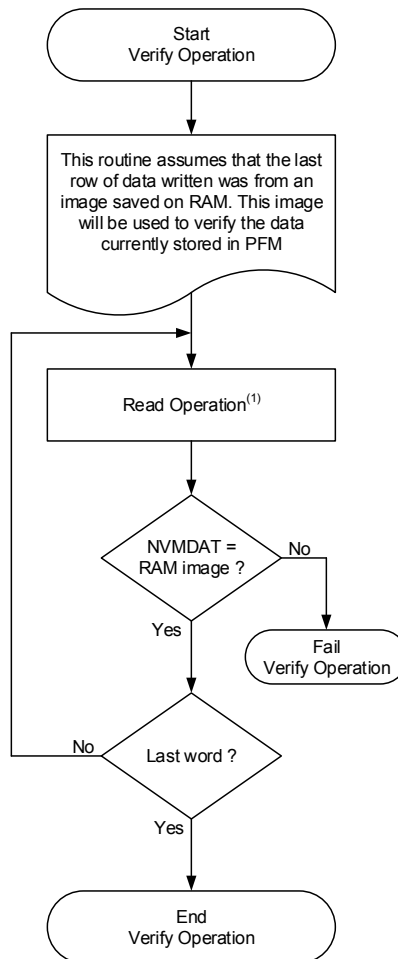 Start
Verify Operation
This routine assumes that the last
row of data written was from an
image saved on RAM. This image
will be used to verify the data
currently stored in PFM
Read Operation(1)
NVMDAT =
RAM image ?
No
Yes
Fail
Verify Operation
Last word ?
No
Yes
End
Verify Operation